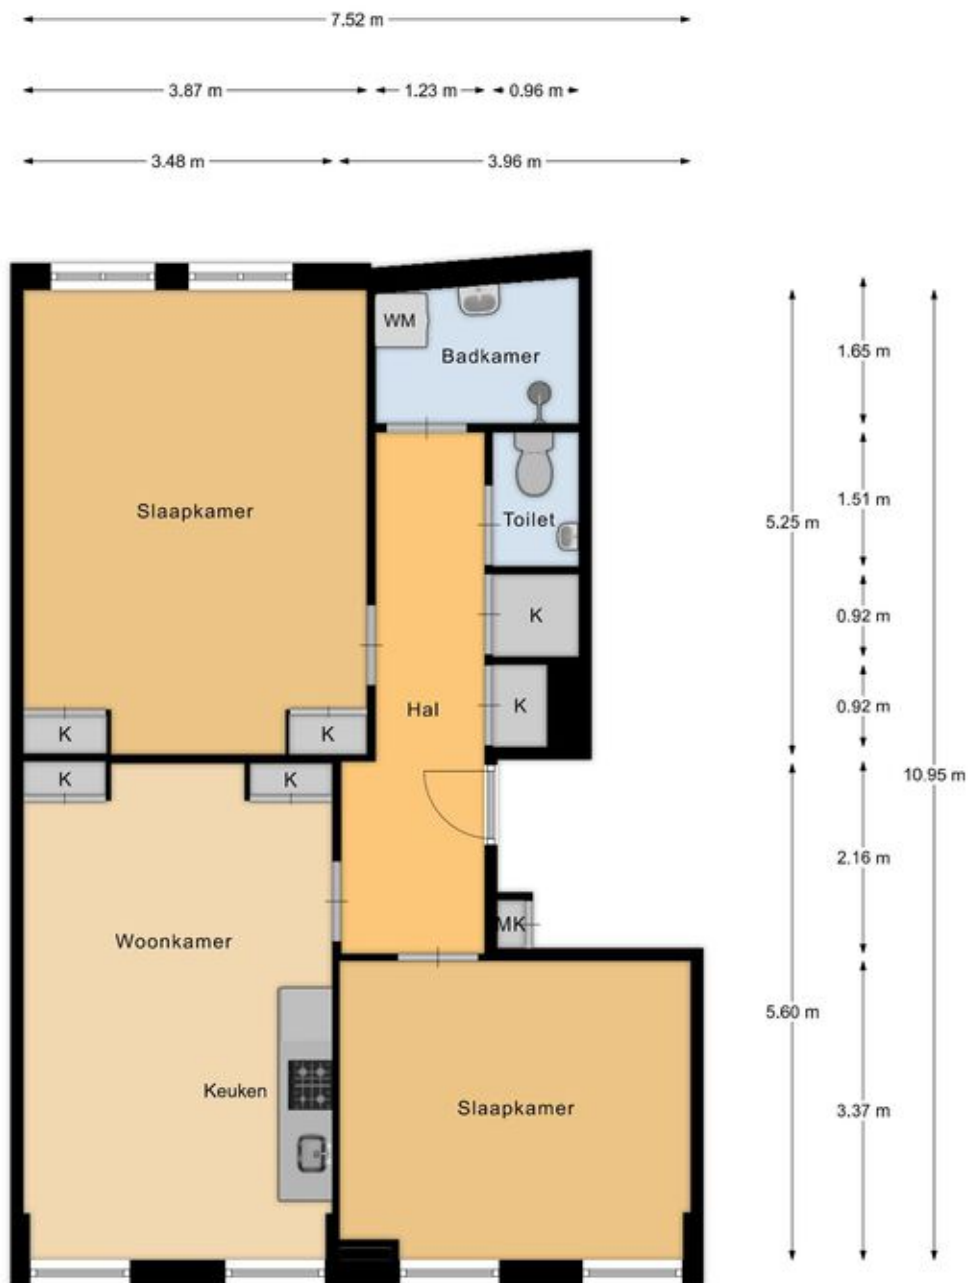 7.52 m
3.87 m
1.23 m
0.96 m
3.48 m
3.96 m
WM
Badkamer
1.65 m
Slaapkamer
Toilet
1.51 m
5.25 m
K
0.92 m
Hal
K
0.92 m
K
K
K
K
10.95 m
2.16 m
Woonkamer
MK
5.60 m
Keuken
Slaapkamer
3.37 m